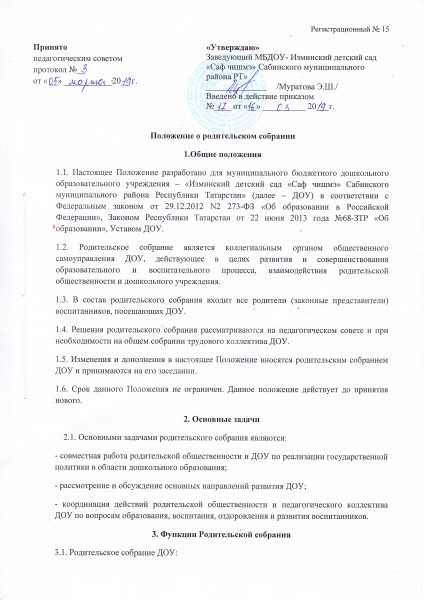 Регистрационный № 15
Принято
педагогическим советом
протокол № 3
от «05» марта 2019г.
«Утверждаю»
Заведующий МБДОУ- Изминский детский сад
«Саф чишмэ» Сабинского муниципального
района РТ»
/Муратова Э.Ш./
Введено в действие приказом
№ 12 от «16» 03 2019 г.
Положение о родительском собрании
1.Общие положения
1.1. Настоящее Положение разработано для муниципального бюджетного дошкольного
образовательного учреждения – «Изминский детский сад «Саф чишмэ» Сабинского
муниципального района Республики Татарстан» (далее – ДОУ) в соответствии с
Федеральным законом от 29.12.2012 N2 273-ФЗ «Об образовании в Российской
Федерации», Законом Республики Татарстан от 22 июня 2013 года №68-ЗТР «Об
образовании», Уставом ДОУ.
1.2. Родительское собрание является коллегиальным органом общественного
самоуправления ДОУ, действующее в целях развития и совершенствования
образовательного и воспитательного процесса, взаимодействия родительской
общественности и дошкольного учреждения.
1.3. В состав родительского собрания входят все родители (законные представители)
воспитанников, посещающих ДОУ.
1.4. Решения родительского собрания рассматриваются на педагогическом совете и при
необходимости на общем собрании трудового коллектива ДОУ.
1.5. Изменения и дополнения в настоящее Положение вносятся родительским собранием
ДОУ и принимаются на его заседании.
1.6. Срок данного Положения не ограничен. Данное положение действует до принятия
нового.
2. Основные задачи
2.1. Основными задачами родительского собрания являются:
- совместная работа родительской общественности и ДОУ по реализации государственной
политики в области дошкольного образования;
- рассмотрение и обсуждение основных направлений развития ДОУ;
- координация действий родительской общественности и педагогического коллектива
ДОУ по вопросам образования, воспитания, оздоровления и развития воспитанников.
3. Функции Родительской собрания
3.1. Родительское собрание ДОУ: